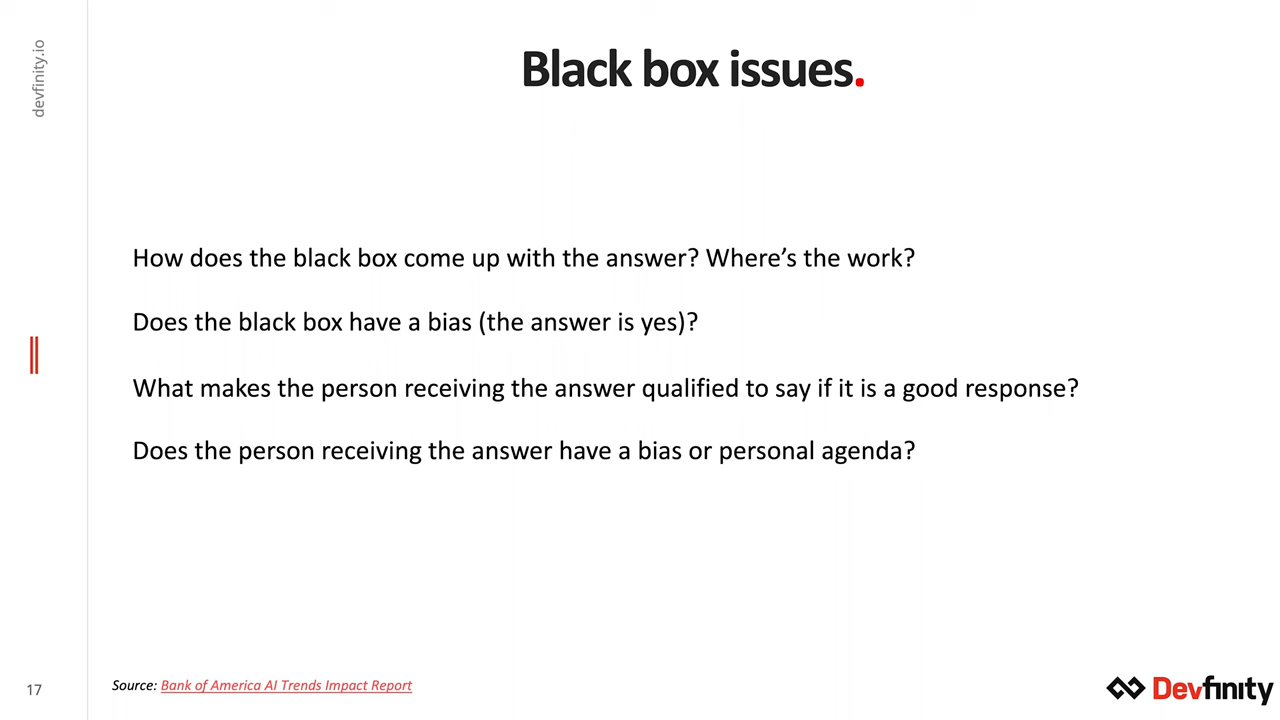 devfinity.io
Black box issues.
How does the black box come up with the answer? Where’s the work?
Does the black box have a bias (the answer is yes)?
What makes the person receiving the answer qualified to say if it is a good response?
Does the person receiving the answer have a bias or personal agenda?
17
Source: Bank of America AI Trends Impact Report
Devfinity